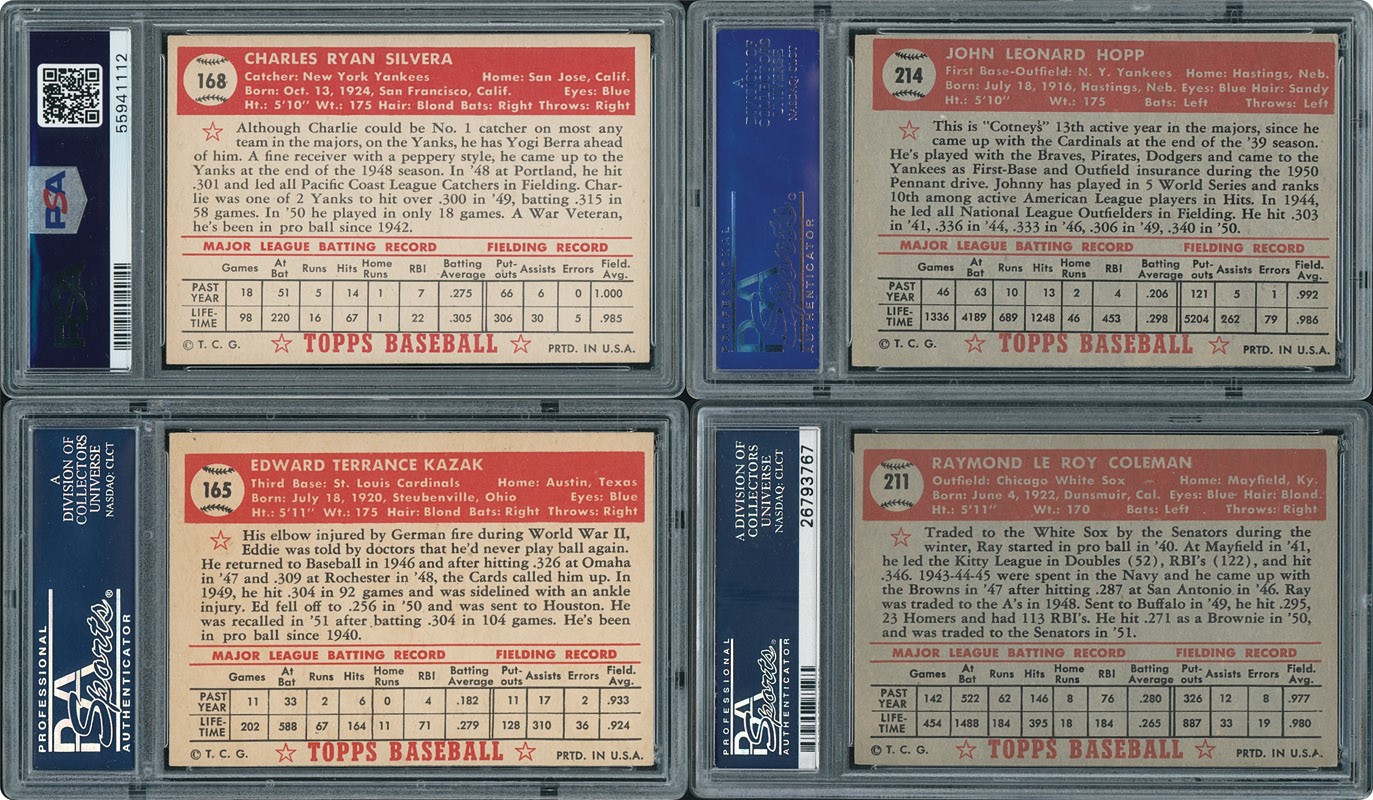 55941112
PSA
PSA
168
CHARLES RYAN SILVERA
Catcher: New York Yankees Home: San Jose, Calif.
Born: Oct. 13, 1924, San Francisco, Calif. Eyes: Blue
Ht.: 5'10" Wt.: 175 Hair: Blond Bats: Right Throws: Right
Although Charlie could be No. 1 catcher on most any
team in the majors, on the Yanks, he has Yogi Berra ahead
of him. A fine receiver with a peppery style, he came up to the
Yanks at the end of the 1948 season. In '48 at Portland, he hit
.301 and led all Pacific Coast League Catchers in Fielding. Char-
lie was one of 2 Yanks to hit over .300 in '49, batting .315 in
58 games. In '50 he played in only 18 games. A War Veteran,
he's been in pro ball since 1942.
MAJOR LEAGUE BATTING RECORD FIELDING RECORD
Games At Bat Runs Hits Home Runs RBI Batting Average Put-outs Assists Errors Field. Avg.
PAST YEAR 18 51 5 14 1 7 .275 66 6 0 1.000
LIFE-TIME 98 220 16 67 1 22 .305 306 30 5 .985
© T. C. G. ☆ TOPPS BASEBALL ☆ PRTD. IN U.S.A.
A
DIVISION OF
COLLECTORS
UNIVERSE
NASDAQ: CLCT
PROFESSIONAL
PSA
Sports
AUTHENTICATOR
214
JOHN LEONARD HOPP
First Base-Outfield: N. Y. Yankees Home: Hastings, Neb.
Born: July 18, 1916, Hastings, Neb. Eyes: Blue Hair: Sandy
Ht.: 5'10" Wt.: 175 Bats: Left Throws: Left
This is "Cotney's" 13th active year in the majors, since he
came up with the Cardinals at the end of the '39 season.
He's played with the Braves, Pirates, Dodgers and came to the
Yankees as First-Base and Outfield insurance during the 1950
Pennant drive. Johnny has played in 5 World Series and ranks
10th among active American League players in Hits. In 1944,
he led all National League Outfielders in Fielding. He hit .303
in '41, .336 in '44, .333 in '46, .306 in '49, .340 in '50.
MAJOR LEAGUE BATTING RECORD FIELDING RECORD
Games At Bat Runs Hits Home Runs RBI Batting Average Put-outs Assists Errors Field. Avg.
PAST YEAR 46 63 10 13 2 4 .206 121 5 1 .992
LIFE-TIME 1336 4189 689 1248 46 453 .298 5204 262 79 .986
© T. C. G. ☆ TOPPS BASEBALL ☆ PRTD. IN U.S.A.
A
DIVISION OF
COLLECTORS
UNIVERSE
NASDAQ: CLCT
PROFESSIONAL
PSA
Sports®
AUTHENTICATOR
165
EDWARD TERRANCE KAZAK
Third Base: St. Louis Cardinals Home: Austin, Texas
Born: July 18, 1920, Steubenville, Ohio Eyes: Blue
Ht.: 5'11" Wt.: 175 Hair: Blond Bats: Right Throws: Right
His elbow injured by German fire during World War II,
Eddie was told by doctors that he'd never play ball again.
He returned to Baseball in 1946 and after hitting .326 at Omaha
in '47 and .309 at Rochester in '48, the Cards called him up. In
1949, he hit .304 in 92 games and was sidelined with an ankle
injury. Ed fell off to .256 in '50 and was sent to Houston. He
was recalled in '51 after batting .304 in 104 games. He's been
in pro ball since 1940.
MAJOR LEAGUE BATTING RECORD FIELDING RECORD
Games At Bat Runs Hits Home Runs RBI Batting Average Put-outs Assists Errors Field. Avg.
PAST YEAR 11 33 2 6 0 4 .182 11 17 2 .933
LIFE-TIME 202 588 67 164 11 71 .279 128 310 36 .924
© T. C. G. ☆ TOPPS BASEBALL ☆ PRTD. IN U.S.A.
A DIVISION OF
COLLECTORS
UNIVERSE
NASDAQ: CLCT
26793767
PROFESSIONAL
PSA
Sports®
AUTHENTICATOR
211
RAYMOND LE ROY COLEMAN
Outfield: Chicago White Sox Home: Mayfield, Ky.
Born: June 4, 1922, Dunsmuir, Cal. Eyes: Blue Hair: Blond
Ht.: 5'11" Wt.: 170 Bats: Left Throws: Right
Traded to the White Sox by the Senators during the
winter, Ray started in pro ball in '40. At Mayfield in '41,
he led the Kitty League in Doubles (52), RBI's (122), and hit
.346. 1943-44-45 were spent in the Navy and he came up with
the Browns in '47 after hitting .287 at San Antonio in '46. Ray
was traded to the A's in 1948. Sent to Buffalo in '49, he hit .295,
23 Homers and had 113 RBI's. He hit .271 as a Brownie in '50,
and was traded to the Senators in '51.
MAJOR LEAGUE BATTING RECORD FIELDING RECORD
Games At Bat Runs Hits Home Runs RBI Batting Average Put-outs Assists Errors Field. Avg.
PAST YEAR 142 522 62 146 8 76 .280 326 12 8 .977
LIFE-TIME 454 1488 184 395 18 184 .265 887 33 19 .980
© T. C. G. ☆ TOPPS BASEBALL ☆ PRTD. IN U.S.A.